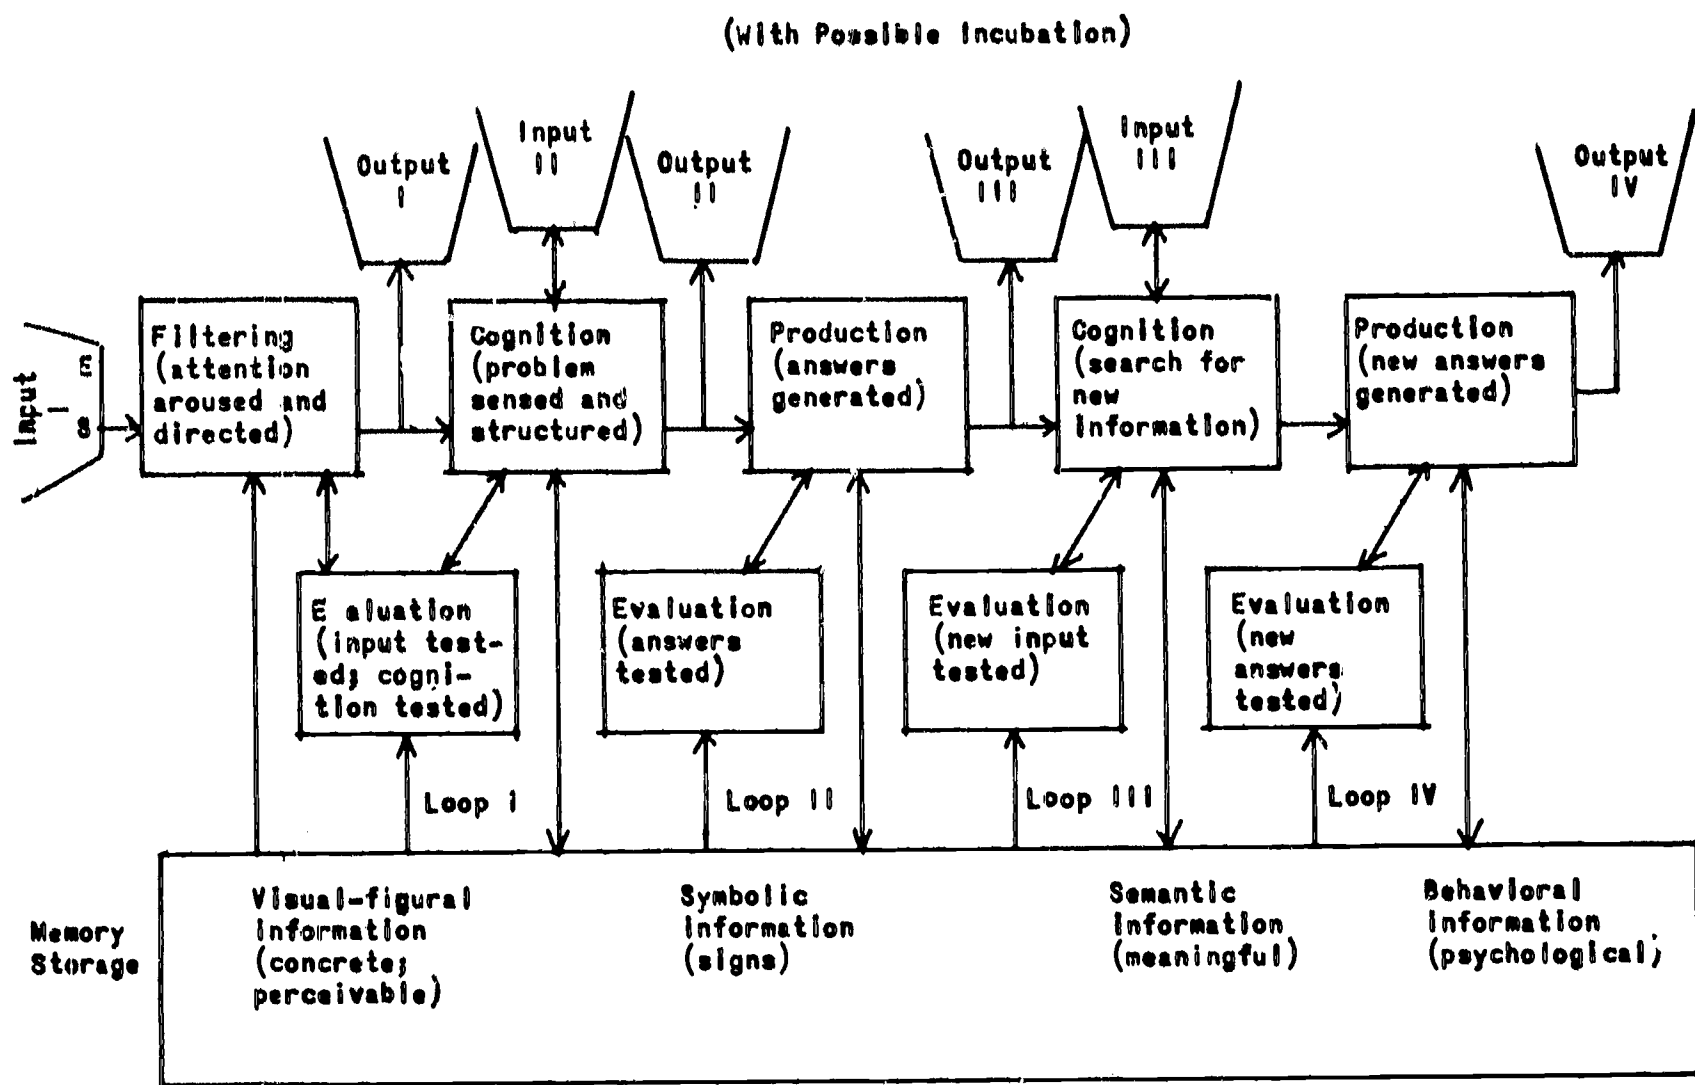 (With Possible Incubation)
Output
I
Input
II
Output
II
Output
III
Input
III
Output
IV
Input
I
E
S
Filtering
(attention
aroused and
directed)
Cognition
(problem
sensed and
structured)
Production
(answers
generated)
Cognition
(search for
new
information)
Production
(new answers
generated)
E aluation
(input test-
ed; cogni-
tion tested)
Evaluation
(answers
tested)
Evaluation
(new input
tested)
Evaluation
(new
answers
tested)
Loop I
Loop II
Loop III
Loop IV
Memory
Storage
Visual-figural
information
(concrete;
perceivable)
Symbolic
information
(signs)
Semantic
information
(meaningful)
Behavioral
information
(psychological)